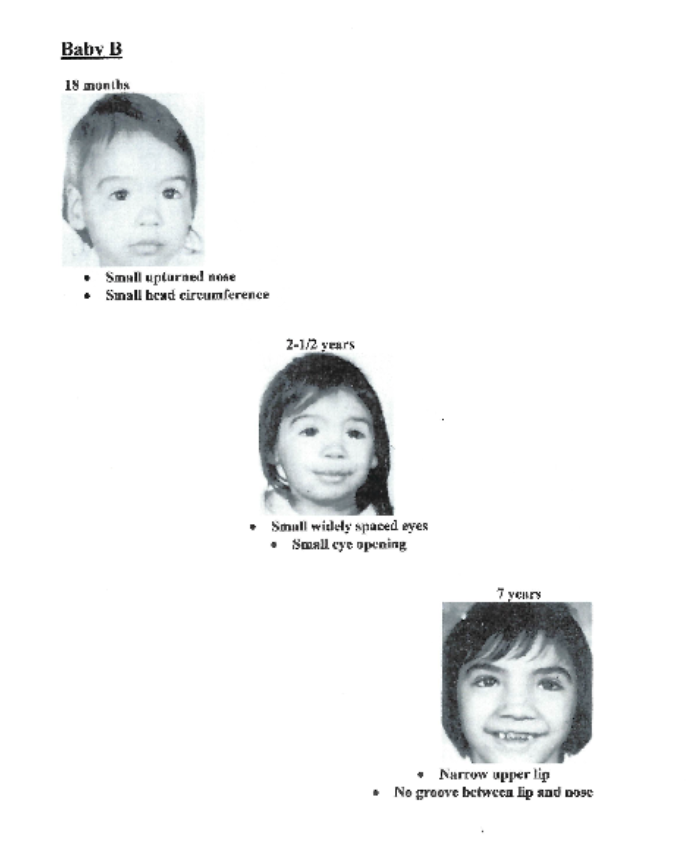 Baby B
18 months
• Small upturned nose
• Small head circumference
2-1/2 years
• Small widely spaced eyes
• Small eye opening
7 years
• Narrow upper lip
• No groove between lip and nose